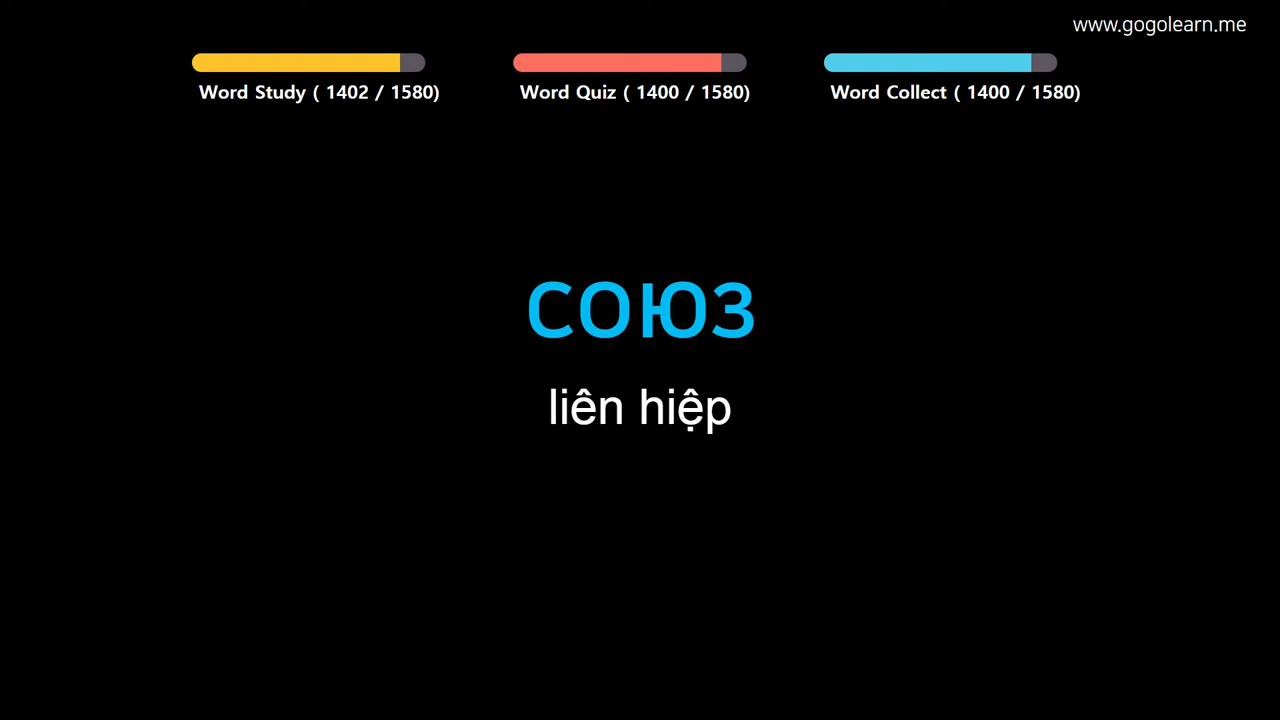 www.gogolearn.me
Word Study ( 1402 / 1580)
Word Quiz ( 1400 / 1580)
Word Collect ( 1400 / 1580)
союз
liên hiệp